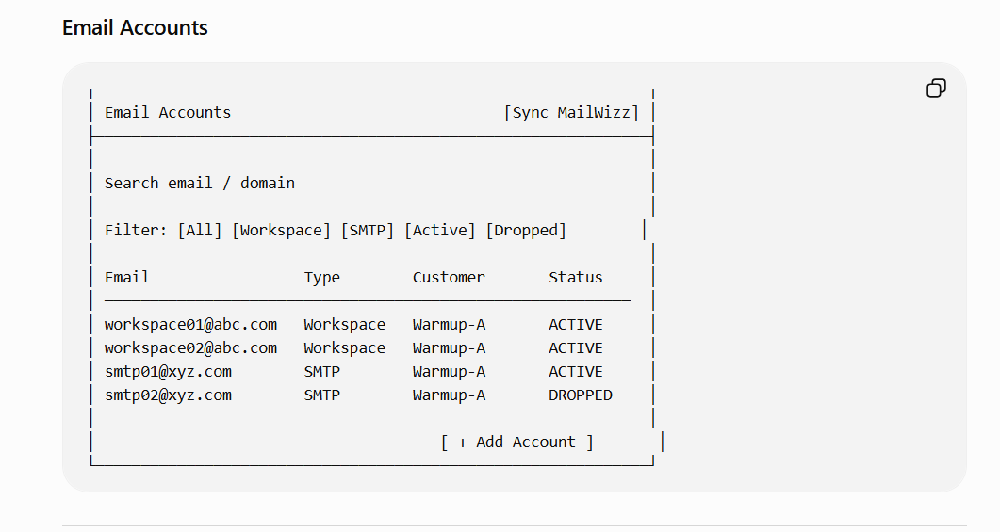 Email Accounts
Email Accounts [Sync MailWizz]
Search email / domain
Filter: [All] [Workspace] [SMTP] [Active] [Dropped]
Email Type Customer Status
workspace01@abc.com Workspace Warmup-A ACTIVE
workspace02@abc.com Workspace Warmup-A ACTIVE
smtp01@xyz.com SMTP Warmup-A ACTIVE
smtp02@xyz.com SMTP Warmup-A DROPPED
[ + Add Account ]